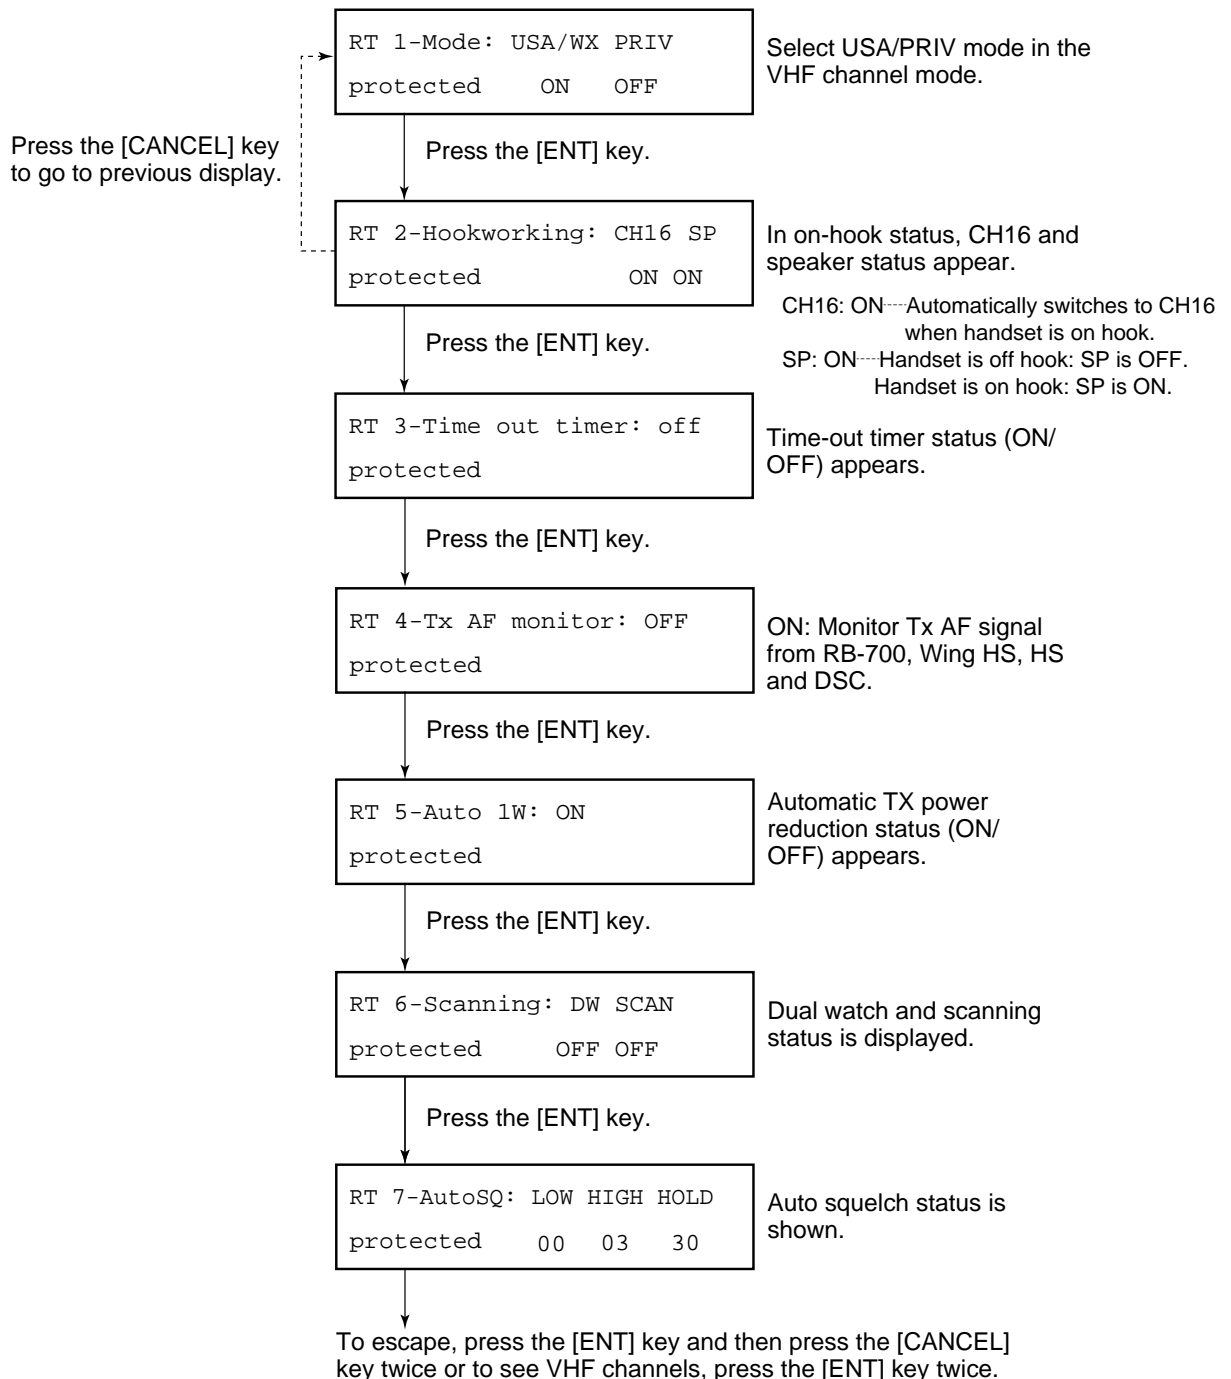 RT 1-Mode: USA/WX PRIV
protected ON OFF
Select USA/PRIV mode in the
VHF channel mode.
Press the [CANCEL] key
to go to previous display.
Press the [ENT] key.
RT 2-Hookworking: CH16 SP
protected ON ON
In on-hook status, CH16 and
speaker status appear.
CH16: ON Automatically switches to CH16
when handset is on hook.
SP: ON Handset is off hook: SP is OFF.
Handset is on hook: SP is ON.
Press the [ENT] key.
RT 3-Time out timer: off
protected
Time-out timer status (ON/
OFF) appears.
Press the [ENT] key.
RT 4-Tx AF monitor: OFF
protected
ON: Monitor Tx AF signal
from RB-700, Wing HS, HS
and DSC.
Press the [ENT] key.
RT 5-Auto 1W: ON
protected
Automatic TX power
reduction status (ON/
OFF) appears.
Press the [ENT] key.
RT 6-Scanning: DW SCAN
protected OFF OFF
Dual watch and scanning
status is displayed.
Press the [ENT] key.
RT 7-AutoSQ: LOW HIGH HOLD
protected 00 03 30
Auto squelch status is
shown.
To escape, press the [ENT] key and then press the [CANCEL]
key twice or to see VHF channels, press the [ENT] key twice.